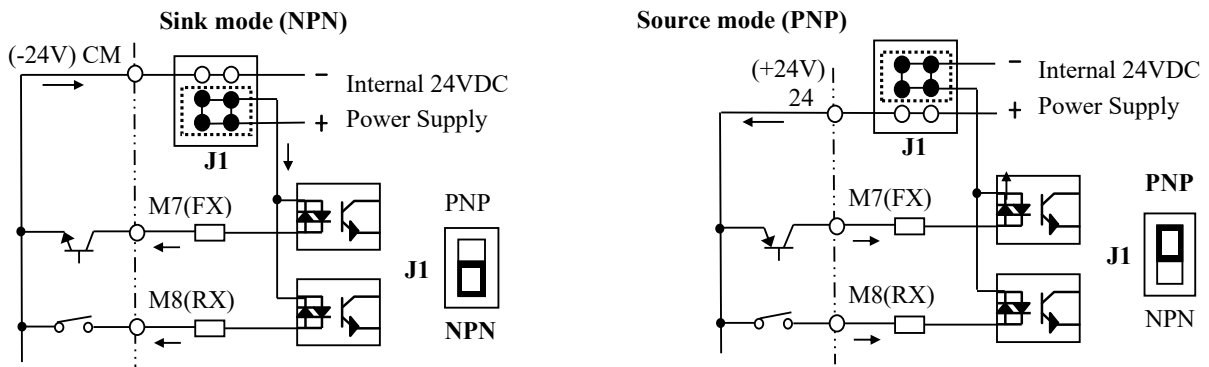 Sink mode (NPN)
(-24V) CM
−
Internal 24VDC
+
Power Supply
J1
M7(FX)
PNP
J1
M8(RX)
NPN
Source mode (PNP)
(+24V)
24
−
Internal 24VDC
+
Power Supply
J1
M7(FX)
PNP
J1
M8(RX)
NPN